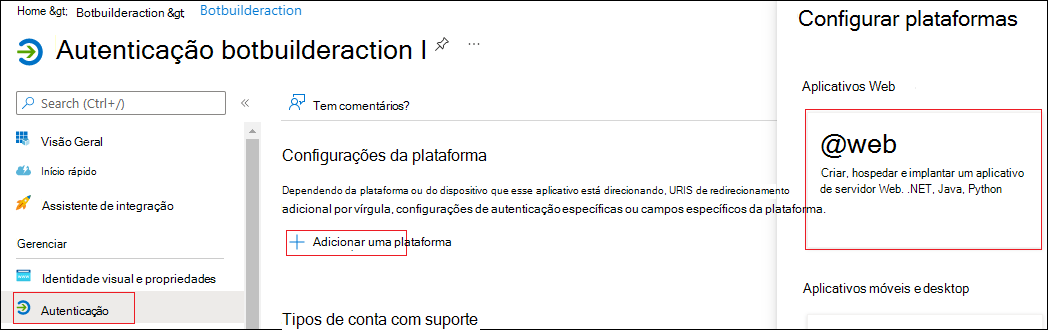 Home &gt; Botbuilderaction &gt Botbuilderaction
Autenticação botbuilderaction I
Search (Ctrl+/)
Visão Geral
Início rápido
Assistente de integração
Gerenciar
Identidade visual e propriedades
Autenticação
Tem comentários?
Configurações da plataforma
Dependendo da plataforma ou do dispositivo que esse aplicativo está direcionando, URIS de redirecionamento
adicional por vírgula, configurações de autenticação específicas ou campos específicos da plataforma.
Adicionar uma plataforma
Tipos de conta com suporte
Configurar plataformas
Aplicativos Web
@web
Criar, hospedar e implantar um aplicativo
de servidor Web. .NET, Java, Python
Aplicativos móveis e desktop